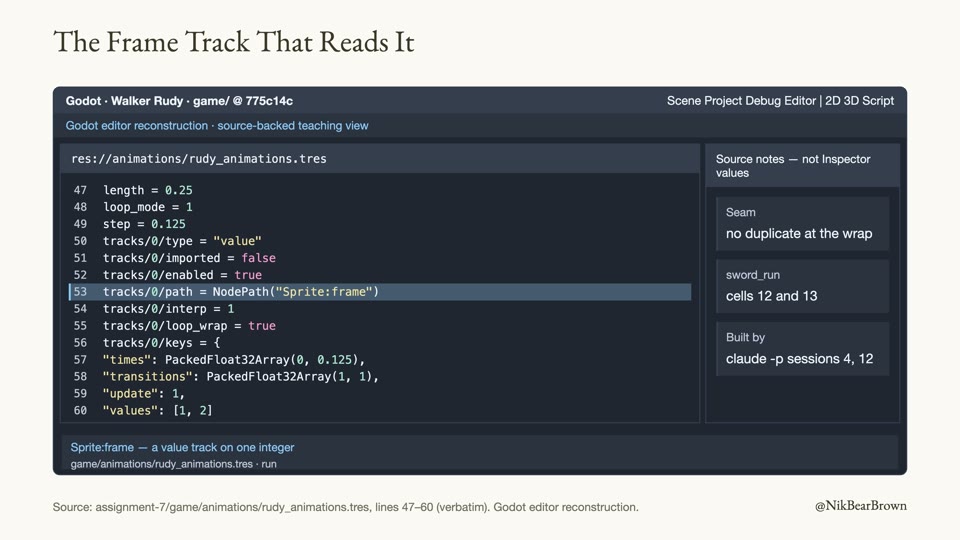 The Frame Track That Reads It
Godot · Walker Rudy · game/ @ 775c14c
Scene Project Debug Editor | 2D 3D Script
Godot editor reconstruction · source-backed teaching view
res://animations/rudy_animations.tres
47 length = 0.25
48 loop_mode = 1
49 step = 0.125
50 tracks/0/type = "value"
51 tracks/0/imported = false
52 tracks/0/enabled = true
53 tracks/0/path = NodePath("Sprite:frame")
54 tracks/0/interp = 1
55 tracks/0/loop_wrap = true
56 tracks/0/keys = {
57 "times": PackedFloat32Array(0, 0.125),
58 "transitions": PackedFloat32Array(1, 1),
59 "update": 1,
60 "values": [1, 2]
Source notes — not Inspector
values
Seam
no duplicate at the wrap
sword_run
cells 12 and 13
Built by
claude -p sessions 4, 12
Sprite:frame — a value track on one integer
game/animations/rudy_animations.tres · run
Source: assignment-7/game/animations/rudy_animations.tres, lines 47–60 (verbatim). Godot editor reconstruction.
@NikBearBrown